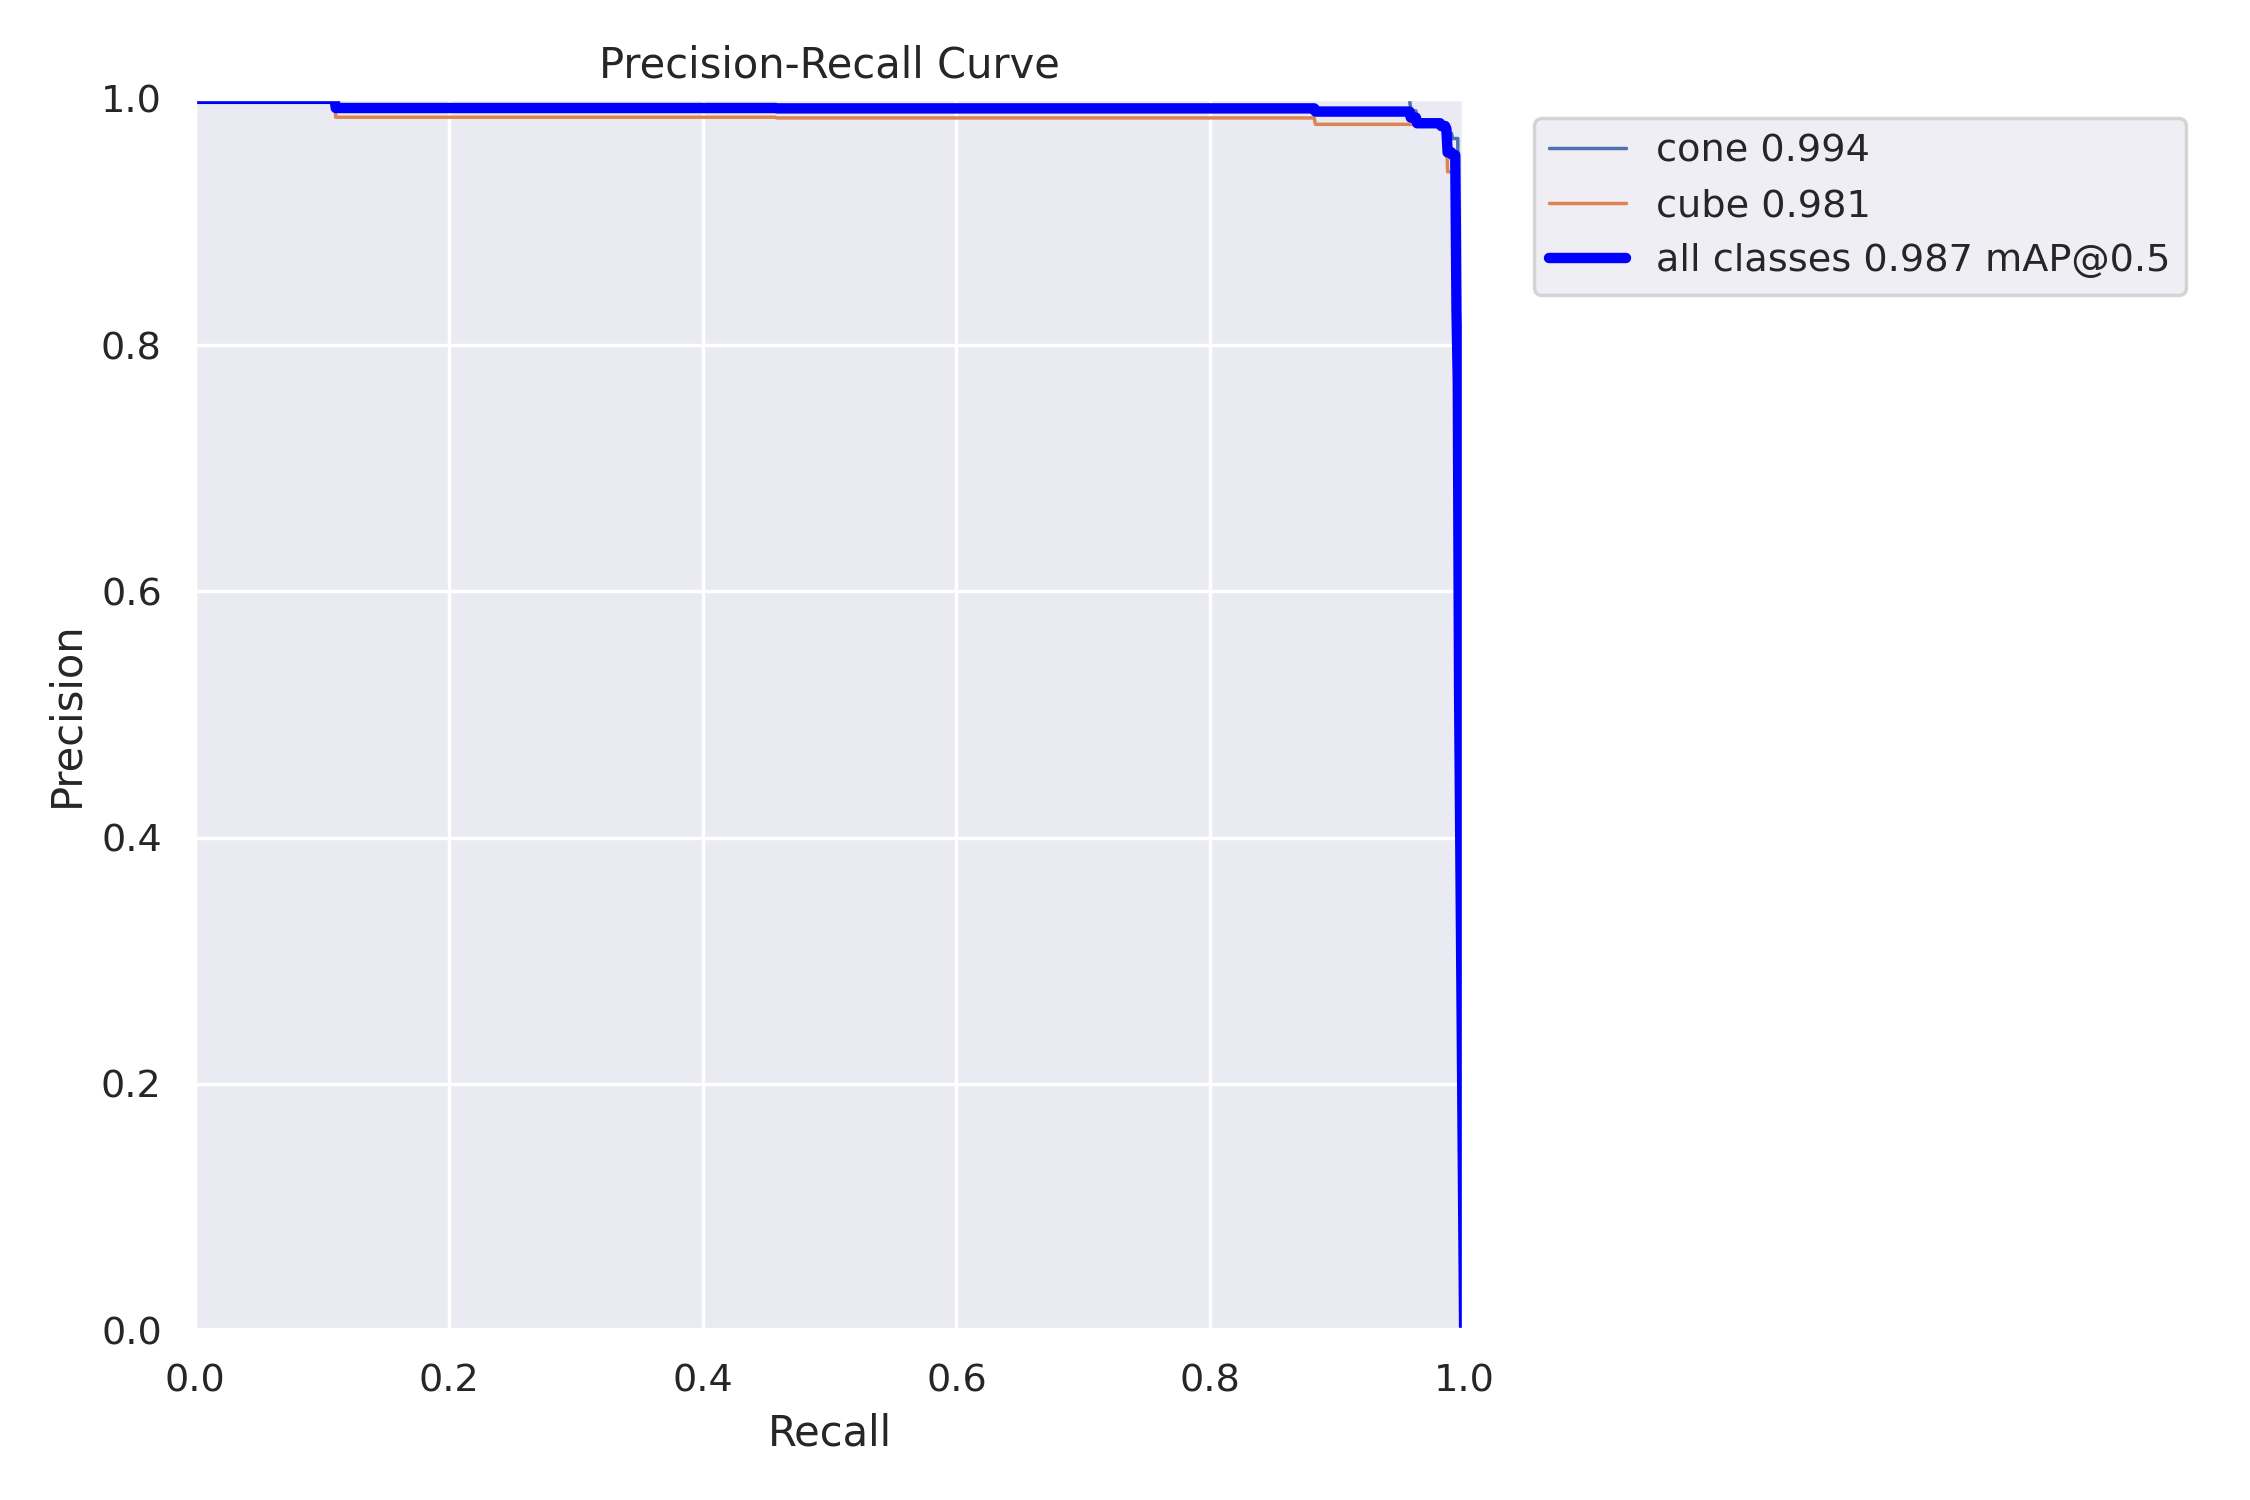 Precision-Recall Curve
1.0
0.8
0.6
0.4
0.2
0.0
Precision
0.0 0.2 0.4 0.6 0.8 1.0
Recall
cone 0.994
cube 0.981
all classes 0.987 mAP@0.5